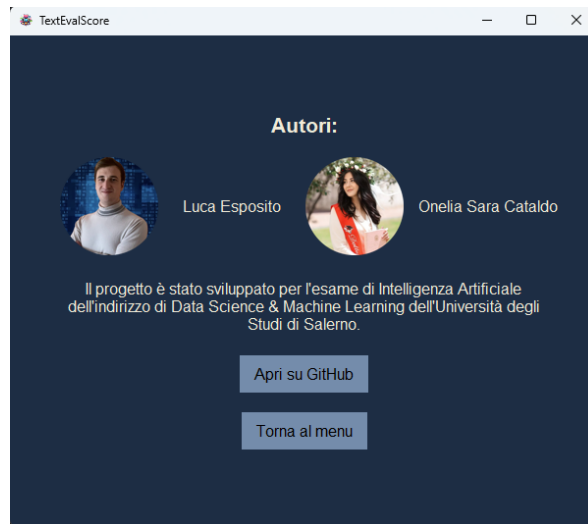 TextEvalScore
Autori:
Luca Esposito
Onelia Sara Cataldo
Il progetto è stato sviluppato per l'esame di Intelligenza Artificiale
dell'indirizzo di Data Science & Machine Learning dell'Università degli
Studi di Salerno.
Apri su GitHub
Torna al menu